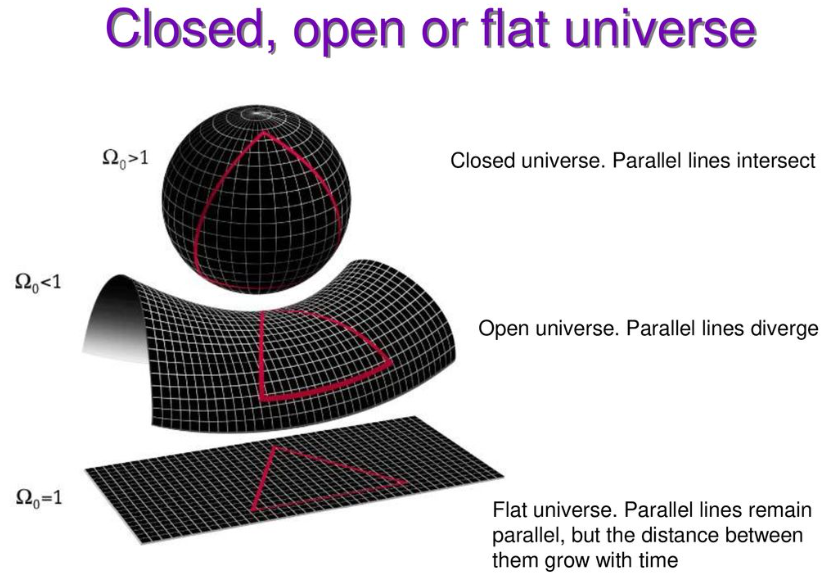 Closed, open or flat universe
Ω₀>1
Closed universe. Parallel lines intersect
Ω₀<1
Open universe. Parallel lines diverge
Ω₀=1
Flat universe. Parallel lines remain
parallel, but the distance between
them grow with time